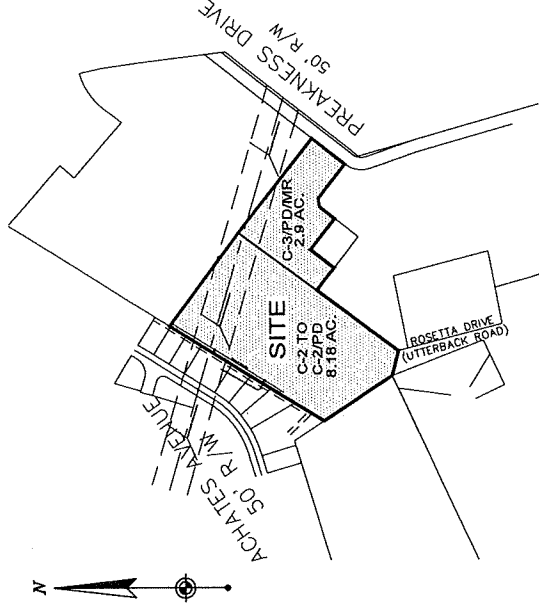 PREAKNESS DRIVE
50' R/W
C-3/PD/MR
2.9 AC.
SITE
C-2 TO
C-2/PD
8.18 AC.
ROSETTA DRIVE
(UTTERBACK ROAD)
ACHATES AVENUE
50' R/W
N